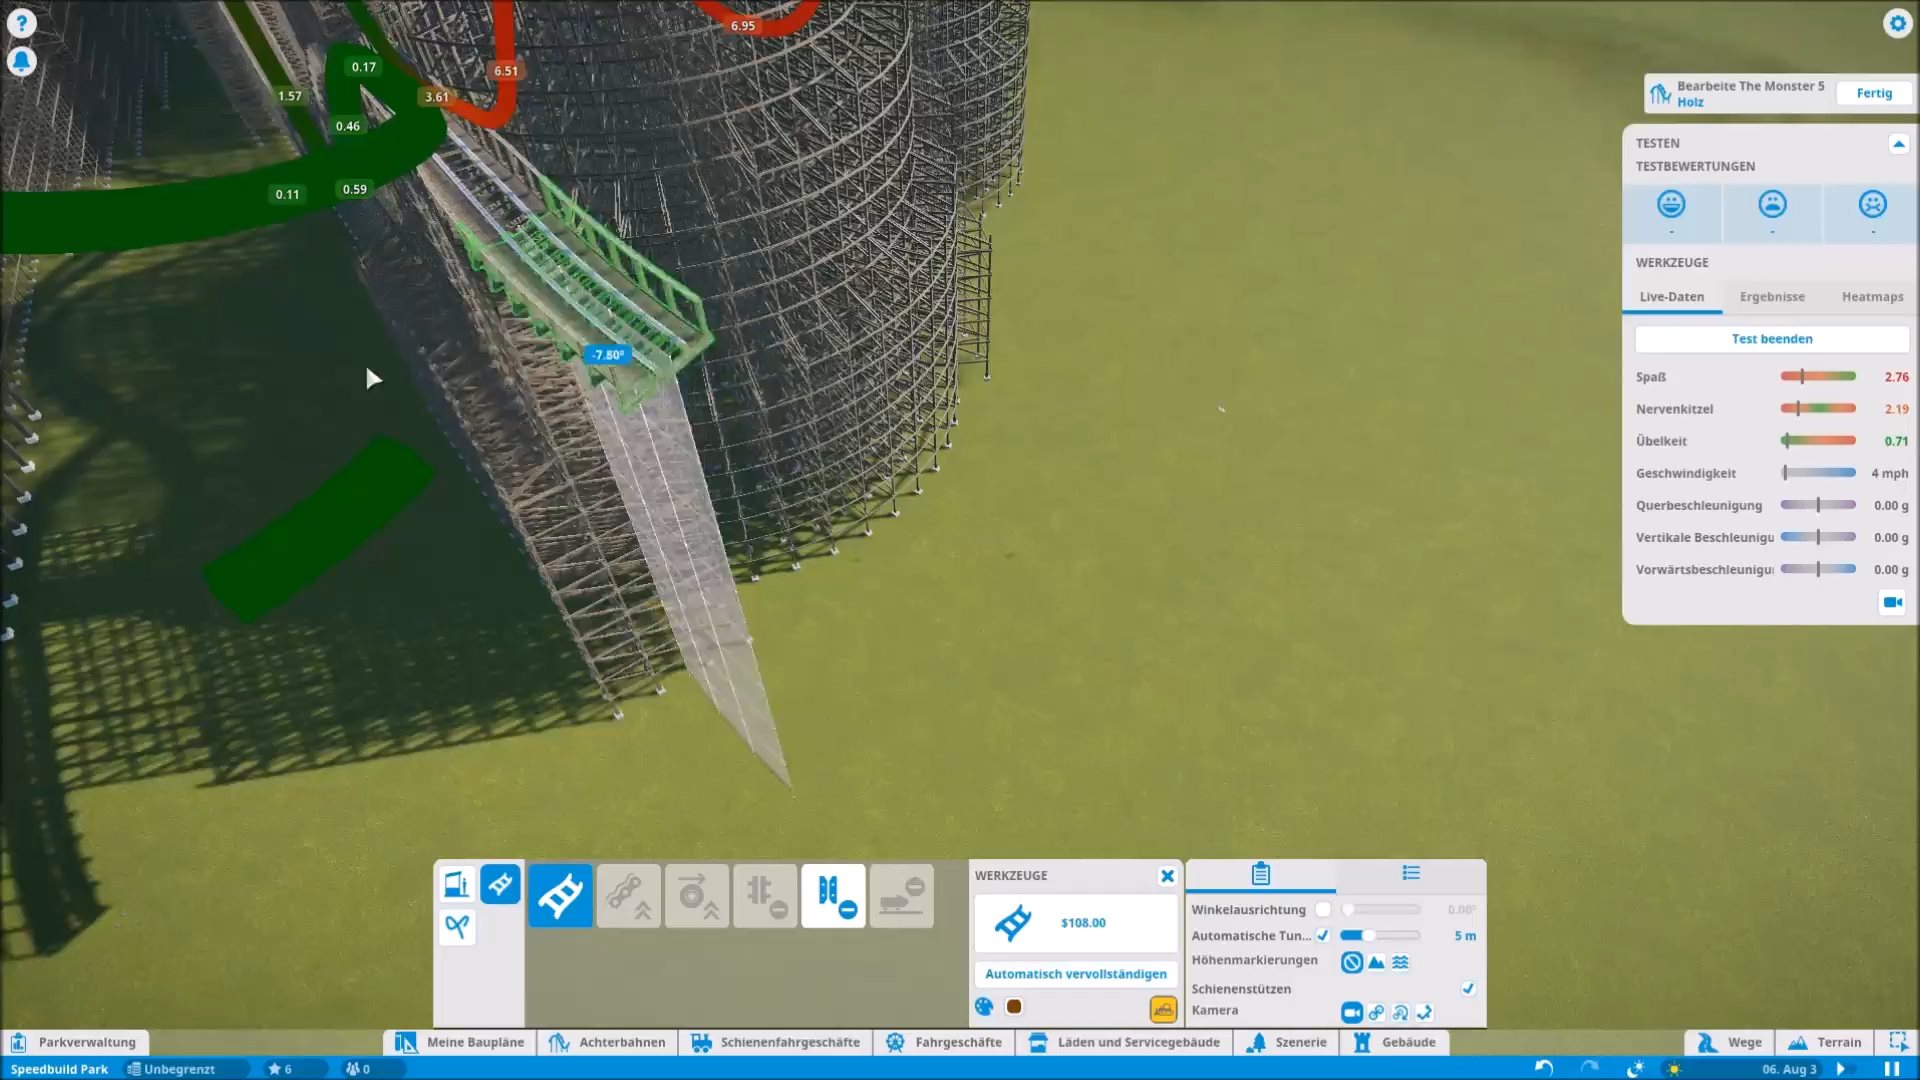 6.95
0.17
6.51
1.57
3.61
0.46
0.11
0.59
-7.80°
Bearbeite The Monster 5
Holz
Fertig
TESTEN
TESTBEWERTUNGEN
- - -
WERKZEUGE
Live-Daten Ergebnisse Heatmaps
Test beenden
Spaß 2.76
Nervenkitzel 2.19
Übelkeit 0.71
Geschwindigkeit 4 mph
Querbeschleunigung 0.00 g
Vertikale Beschleunigu 0.00 g
Vorwärtsbeschleunigu 0.00 g
WERKZEUGE
$108.00
Automatisch vervollständigen
Winkelausrichtung 0.00°
Automatische Tun... 5 m
Höhenmarkierungen
Schienenstützen
Kamera
Parkverwaltung Meine Baupläne Achterbahnen Schienenfahrgeschäfte Fahrgeschäfte Läden und Servicegebäude Szenerie Gebäude Wege Terrain
Speedbuild Park Unbegrenzt 6 0 06. Aug 3